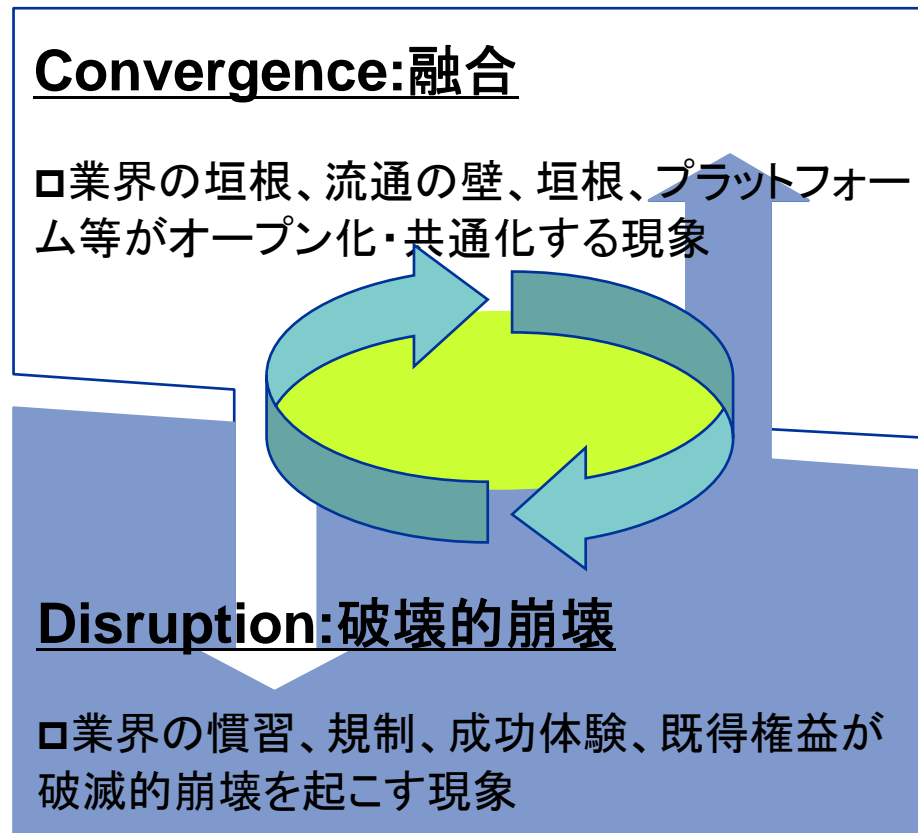 Convergence:融合
□業界の垣根、流通の壁、垣根、プラットフォー
ム等がオープン化・共通化する現象
Disruption:破壊的崩壊
□業界の慣習、規制、成功体験、既得権益が
破滅的崩壊を起こす現象